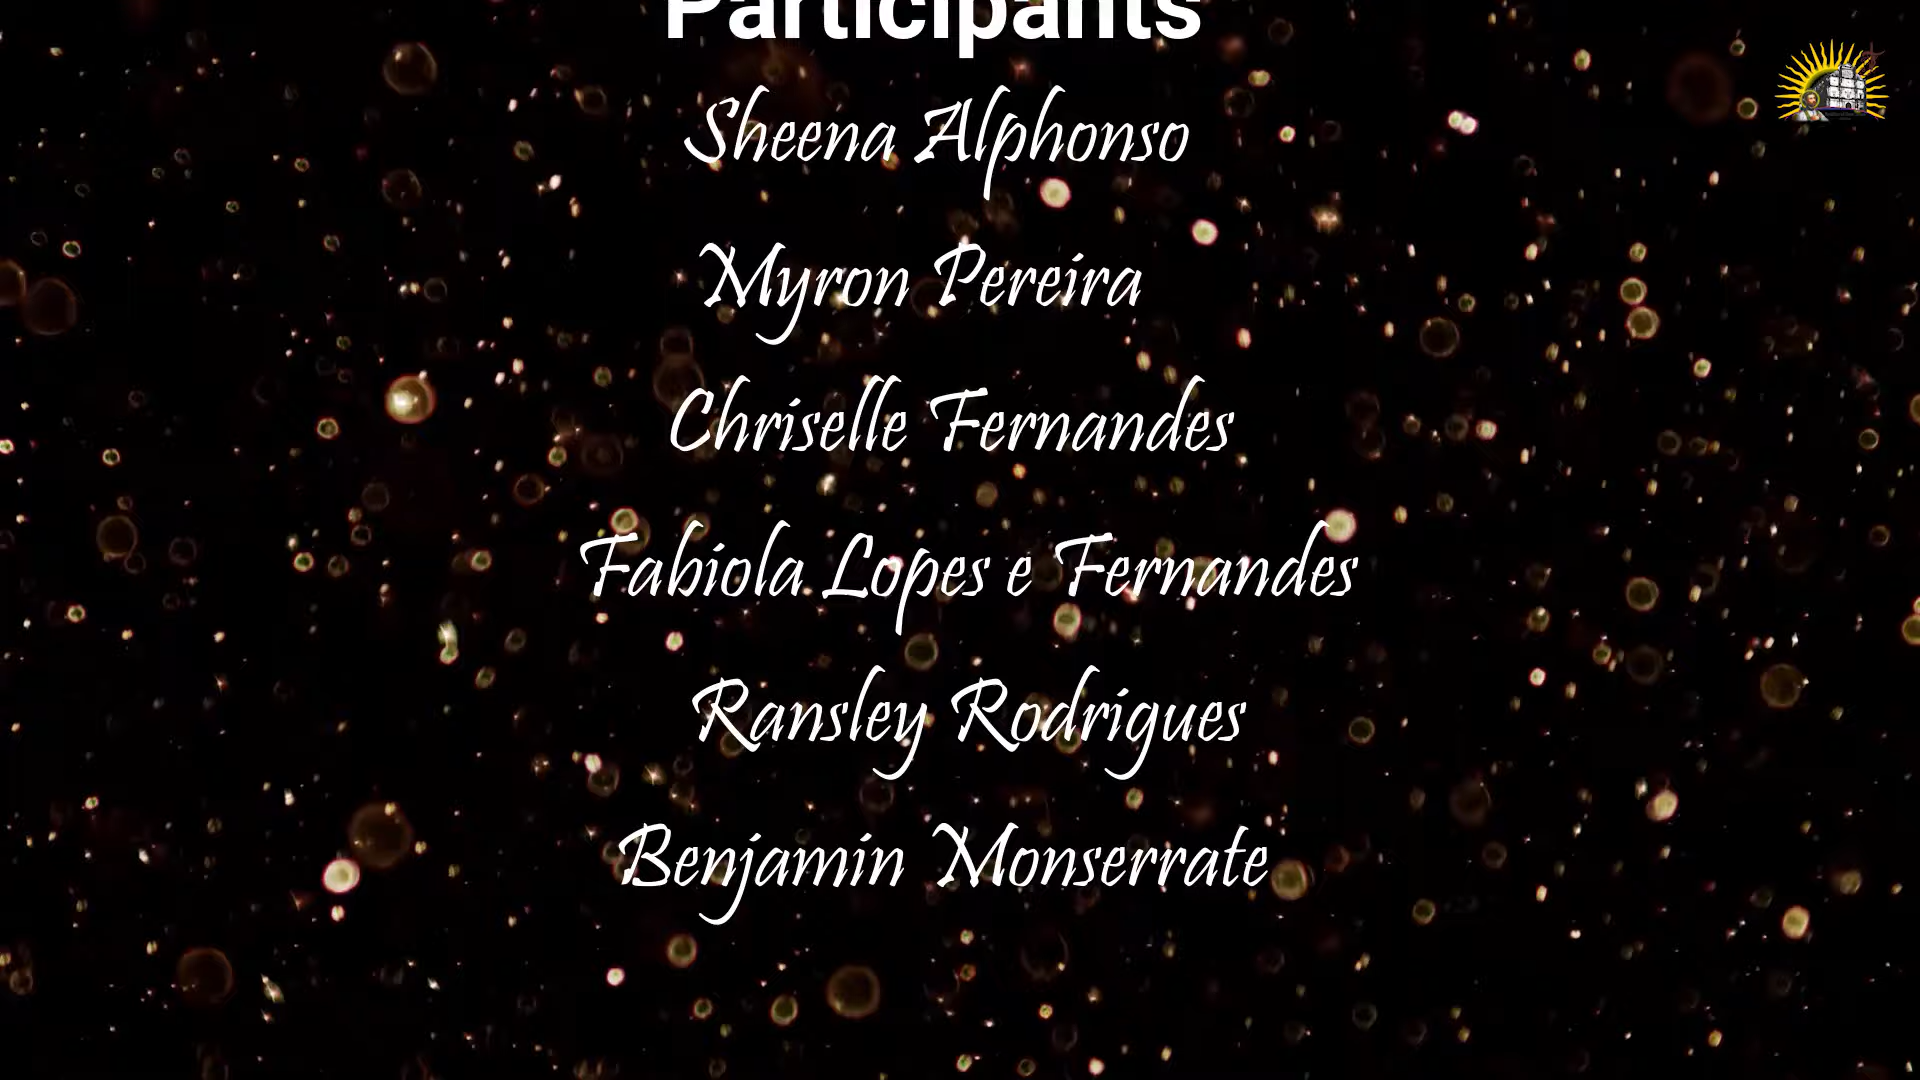 Participants
Sheena Alphonso
Myron Pereira
Chriselle Fernandes
Fabiola Lopes e Fernandes
Ransley Rodrigues
Benjamin Monserrate